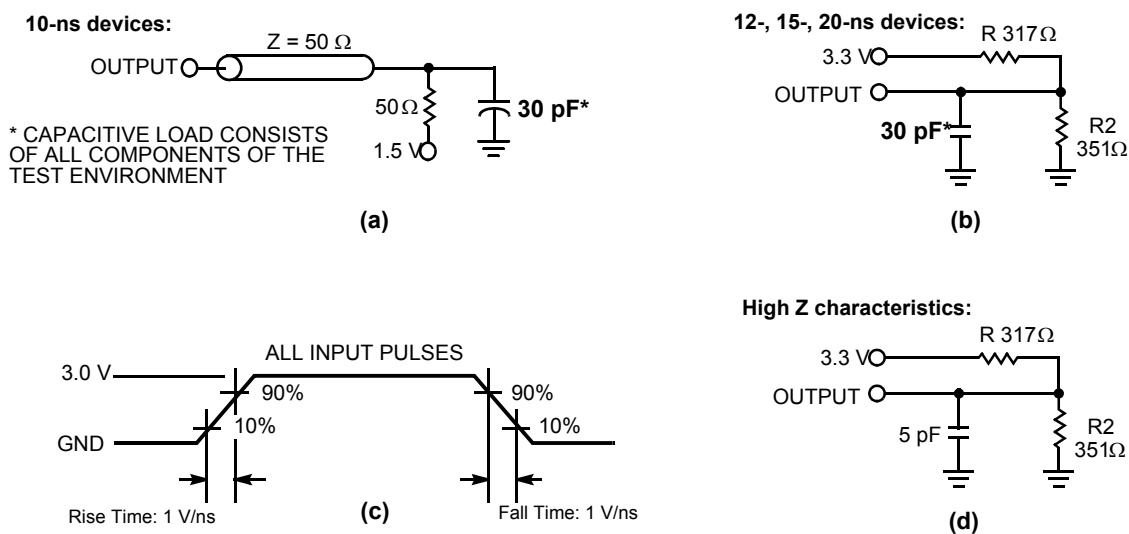 10-ns devices:
Z = 50 Ω
OUTPUT
50Ω
30 pF*
1.5 V
* CAPACITIVE LOAD CONSISTS
OF ALL COMPONENTS OF THE
TEST ENVIRONMENT
(a)
12-, 15-, 20-ns devices:
R 317Ω
3.3 V
OUTPUT
30 pF*
R2
351Ω
(b)
ALL INPUT PULSES
3.0 V
90%
10%
GND
90%
10%
Rise Time: 1 V/ns
(c)
Fall Time: 1 V/ns
High Z characteristics:
R 317Ω
3.3 V
OUTPUT
5 pF
R2
351Ω
(d)